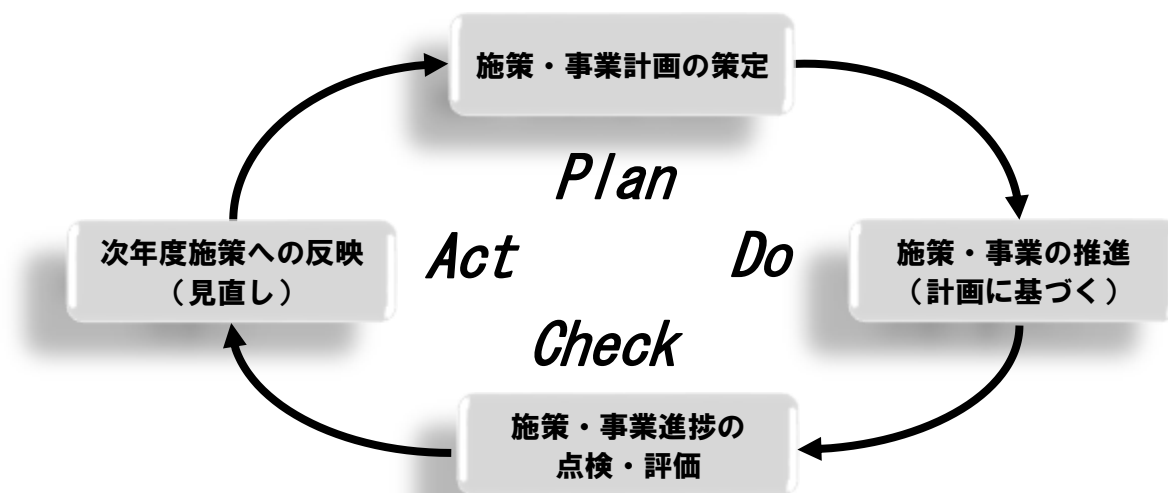 施策・事業計画の策定
Plan
次年度施策への反映
（見直し）
Act
Do
施策・事業の推進
（計画に基づく）
Check
施策・事業進捗の
点検・評価